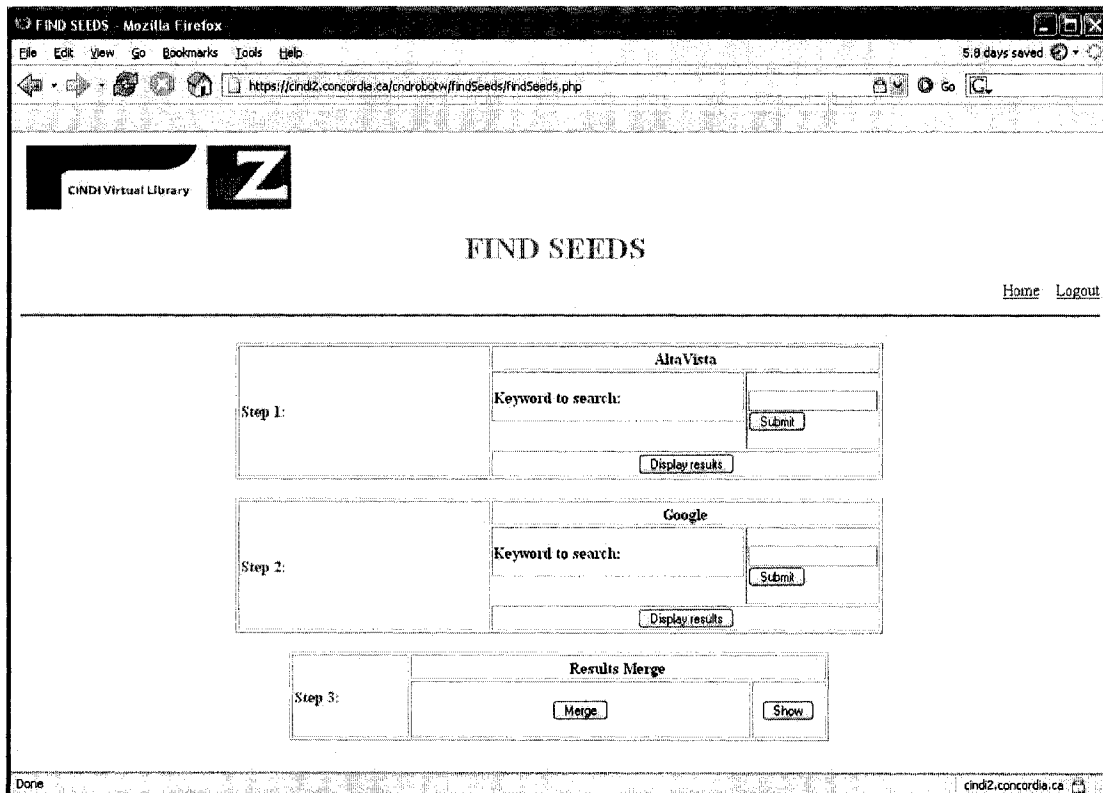 FIND SEEDS - Mozilla Firefox
File Edit View Go Bookmarks Tools Help
5.8 days saved
https://cindi2.concordia.ca/cndrobotw/findSeeds/findSeeds.php
Go
G
CINDI Virtual Library
Z
FIND SEEDS
Home Logout
AltaVista
Step 1:
Keyword to search:
Submit
Display results
Google
Step 2:
Keyword to search:
Submit
Display results
Results Merge
Step 3:
Merge
Show
Done
cindi2.concordia.ca